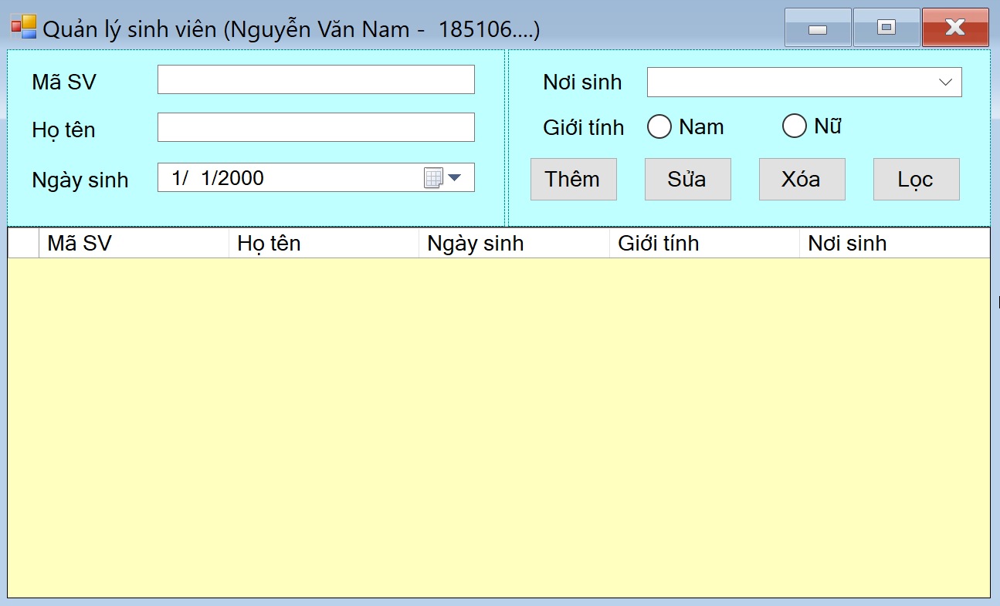 Quản lý sinh viên (Nguyễn Văn Nam -  185106....)
Mã SV
Họ tên
Ngày sinh 1/  1/2000
Nơi sinh
Giới tính Nam Nữ
Thêm Sửa Xóa Lọc
Mã SV Họ tên Ngày sinh Giới tính Nơi sinh